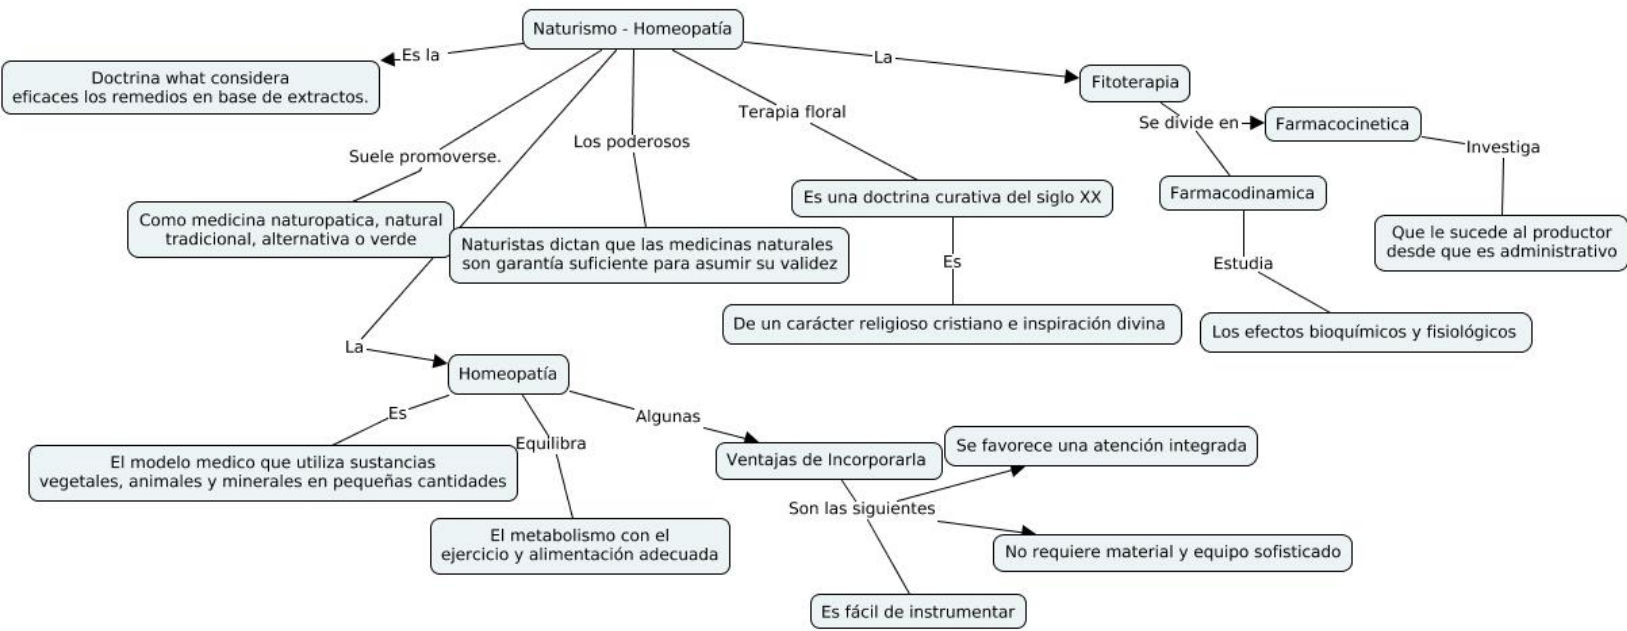 Naturismo - Homeopatía
Es la
Doctrina what considera
eficaces los remedios en base de extractos.
La
Fitoterapia
Terapia floral
Se divide en
Farmacocinetica
Los poderosos
Investiga
Suele promoverse.
Es una doctrina curativa del siglo XX
Farmacodinamica
Como medicina naturopatica, natural
tradicional, alternativa o verde
Naturistas dictan que las medicinas naturales
son garantía suficiente para asumir su validez
Que le sucede al productor
desde que es administrativo
Es
Estudia
De un carácter religioso cristiano e inspiración divina
Los efectos bioquímicos y fisiológicos
La
Homeopatía
Es
Equilibra
Algunas
El modelo medico que utiliza sustancias
vegetales, animales y minerales en pequeñas cantidades
Ventajas de Incorporarla
Se favorece una atención integrada
Son las siguientes
El metabolismo con el
ejercicio y alimentación adecuada
No requiere material y equipo sofisticado
Es fácil de instrumentar